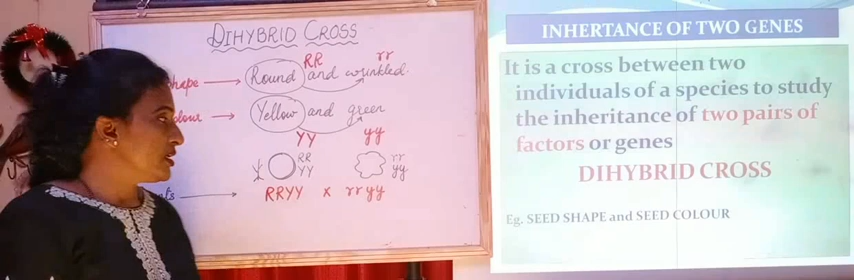 DIHYBRID CROSS
RR rr
shape → Round and wrinkled.
colour → Yellow and green
YY yy
RR rr
YY yy
→ RRYY x rryy
INHERTANCE OF TWO GENES
It is a cross between two
individuals of a species to study
the inheritance of two pairs of
factors or genes
DIHYBRID CROSS
Eg. SEED SHAPE and SEED COLOUR